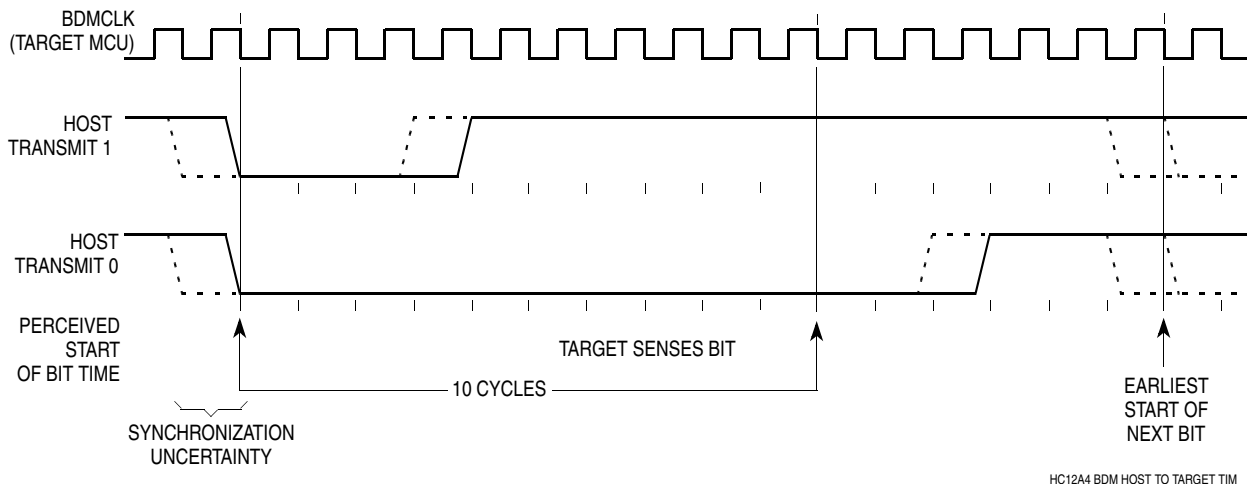 BDMCLK
(TARGET MCU)
HOST
TRANSMIT 1
HOST
TRANSMIT 0
PERCEIVED
START
OF BIT TIME
TARGET SENSES BIT
10 CYCLES
SYNCHRONIZATION
UNCERTAINTY
EARLIEST
START OF
NEXT BIT
HC12A4 BDM HOST TO TARGET TIM